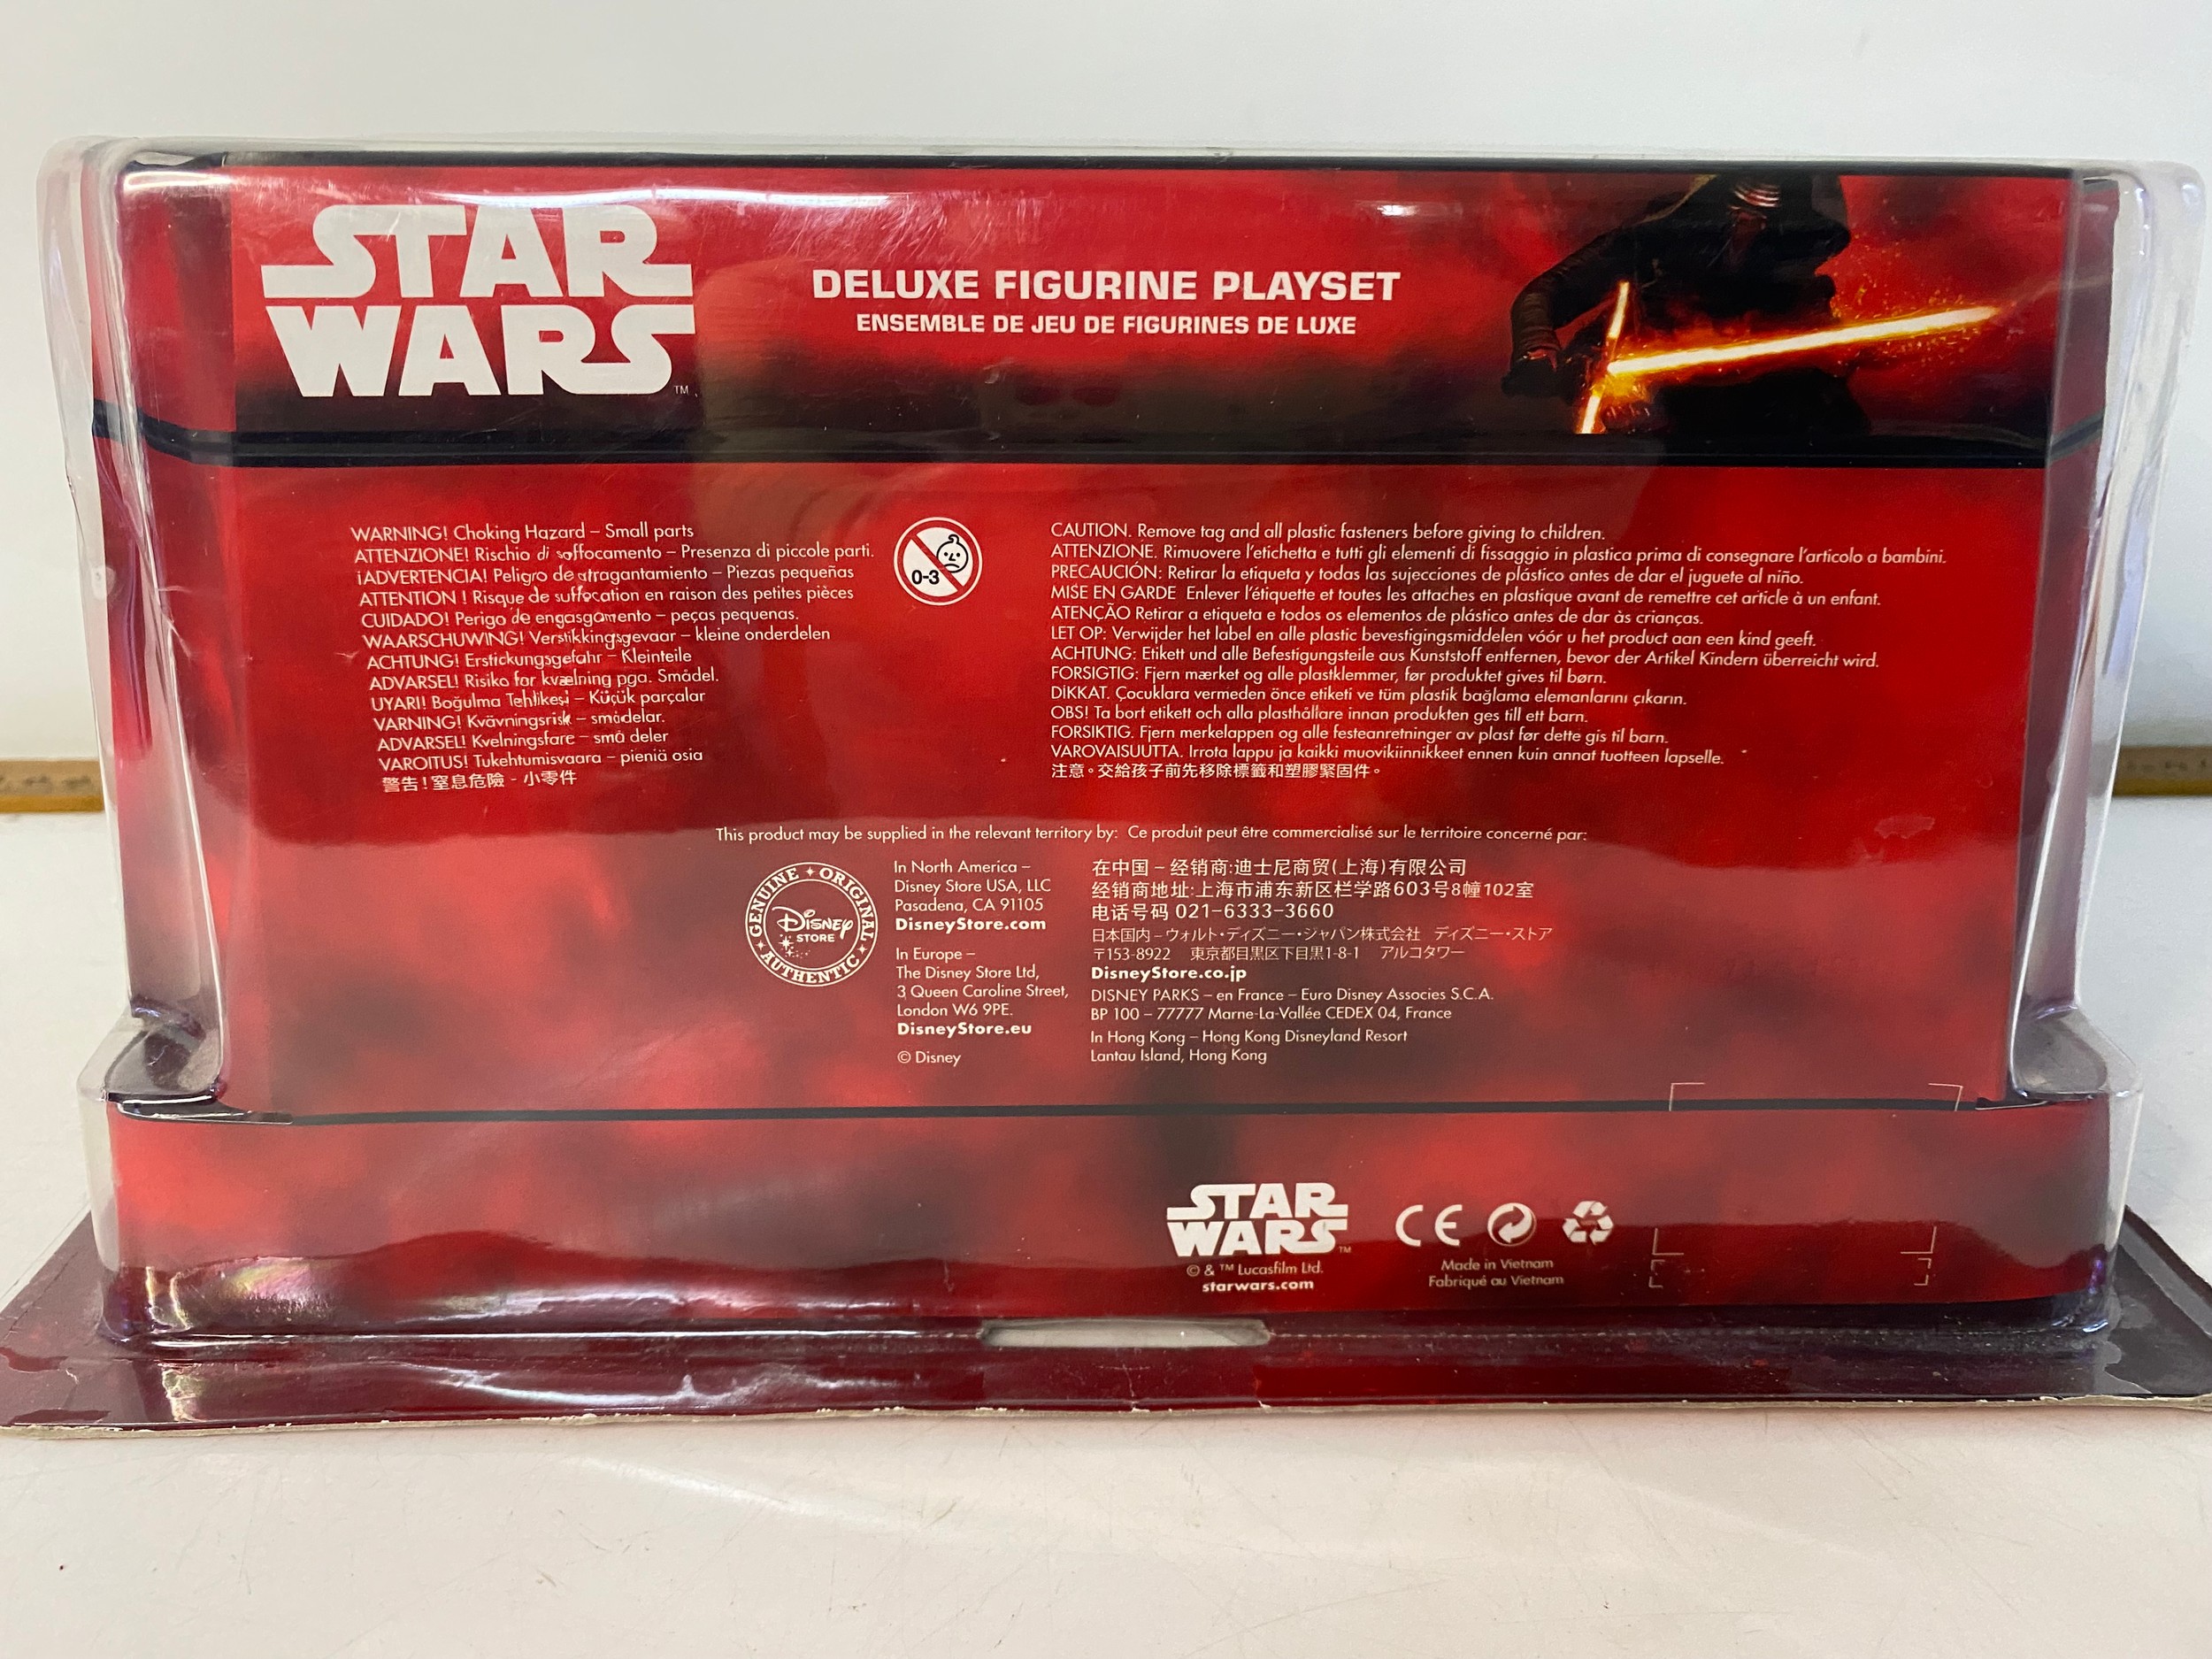 STAR
WARS
TM
DELUXE FIGURINE PLAYSET
ENSEMBLE DE JEU DE FIGURINES DE LUXE
WARNING! Choking Hazard – Small parts
ATTENZIONE! Rischio di soffocamento – Presenza di piccole parti.
¡ADVERTENCIA! Peligro de atragantamiento – Piezas pequeñas
ATTENTION ! Risque de suffocation en raison des petites pièces
CUIDADO! Perigo de engasgamento – peças pequenas.
WAARSCHUWING! Verstikkingsgevaar – kleine onderdelen
ACHTUNG! Erstickungsgefahr – Kleinteile
ADVARSEL! Risiko for kvælning pga. Smådel.
UYARI! Boğulma Tehlikesi – Küçük parçalar
VARNING! Kvävningsrisk – smådelar.
ADVARSEL! Kvelningsfare – små deler
VAROITUS! Tukehtumisvaara – pieniä osia
警告!窒息危險 - 小零件
0-3
CAUTION. Remove tag and all plastic fasteners before giving to children.
ATTENZIONE. Rimuovere l'etichetta e tutti gli elementi di fissaggio in plastica prima di consegnare l'articolo a bambini.
PRECAUCIÓN: Retirar la etiqueta y todas las sujecciones de plástico antes de dar el juguete al niño.
MISE EN GARDE Enlever l'étiquette et toutes les attaches en plastique avant de remettre cet article à un enfant.
ATENÇÃO Retirar a etiqueta e todos os elementos de plástico antes de dar às crianças.
LET OP: Verwijder het label en alle plastic bevestigingsmiddelen vóór u het product aan een kind geeft.
ACHTUNG: Etikett und alle Befestigungsteile aus Kunststoff entfernen, bevor der Artikel Kindern überreicht wird.
FORSIGTIG: Fjern mærket og alle plastklemmer, før produktet gives til børn.
DİKKAT. Çocuklara vermeden önce etiketi ve tüm plastik bağlama elemanlarını çıkarın.
OBS! Ta bort etikett och alla plasthållare innan produkten ges till ett barn.
FORSIKTIG. Fjern merkelappen og alle festeanretninger av plast før dette gis til barn.
VAROVAISUUTTA. Irrota lappu ja kaikki muovikiinnikkeet ennen kuin annat tuotteen lapselle.
注意。交給孩子前先移除標籤和塑膠緊固件。
This product may be supplied in the relevant territory by: Ce produit peut être commercialisé sur le territoire concerné par:
GENUINE ORIGINAL AUTHENTIC
Disney
STORE
In North America –
Disney Store USA, LLC
Pasadena, CA 91105
DisneyStore.com
In Europe –
The Disney Store Ltd,
3 Queen Caroline Street,
London W6 9PE.
DisneyStore.eu
© Disney
在中国 – 经销商:迪士尼商贸(上海)有限公司
经销商地址:上海市浦东新区栏学路603号8幢102室
电话号码 021-6333-3660
日本国内 – ウォルト・ディズニー・ジャパン株式会社 ディズニー・ストア
〒153-8922 東京都目黒区下目黒1-8-1 アルコタワー
DisneyStore.co.jp
DISNEY PARKS – en France – Euro Disney Associes S.C.A.
BP 100 – 77777 Marne-La-Vallée CEDEX 04, France
In Hong Kong – Hong Kong Disneyland Resort
Lantau Island, Hong Kong
STAR
WARS
TM
© & ™ Lucasfilm Ltd.
starwars.com
CE
Made in Vietnam
Fabriqué au Vietnam